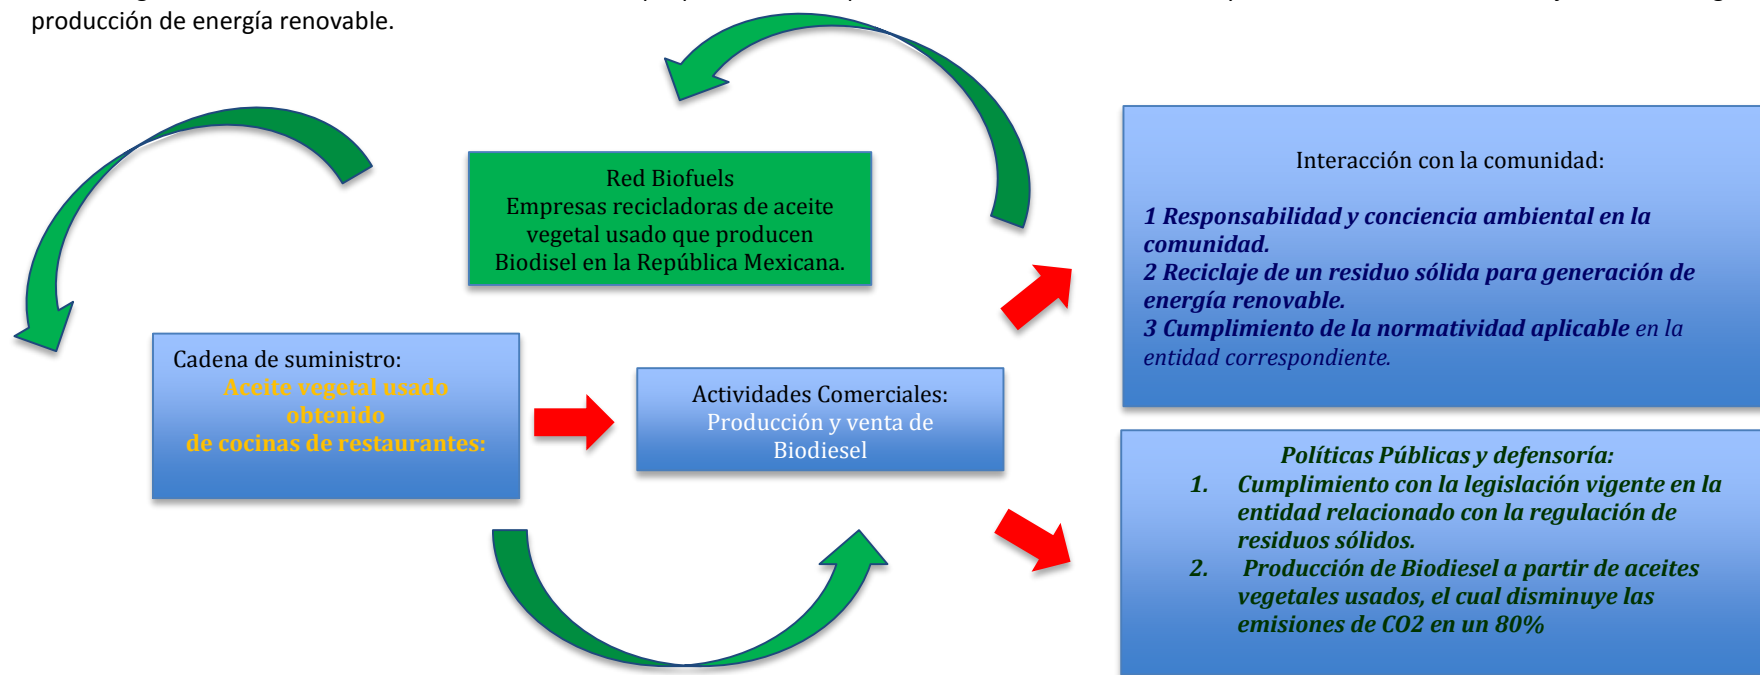 producción de energía renovable.
Red Biofuels
Empresas recicladoras de aceite
vegetal usado que producen
Biodisel en la República Mexicana.
Cadena de suministro:
Aceite vegetal usado
obtenido
de cocinas de restaurantes:
Actividades Comerciales:
Producción y venta de
Biodiesel
Interacción con la comunidad:
1 Responsabilidad y conciencia ambiental en la
comunidad.
2 Reciclaje de un residuo sólida para generación de
energía renovable.
3 Cumplimiento de la normatividad aplicable en la
entidad correspondiente.
Políticas Públicas y defensoría:
1. Cumplimiento con la legislación vigente en la
entidad relacionado con la regulación de
residuos sólidos.
2. Producción de Biodiesel a partir de aceites
vegetales usados, el cual disminuye las
emisiones de CO2 en un 80%